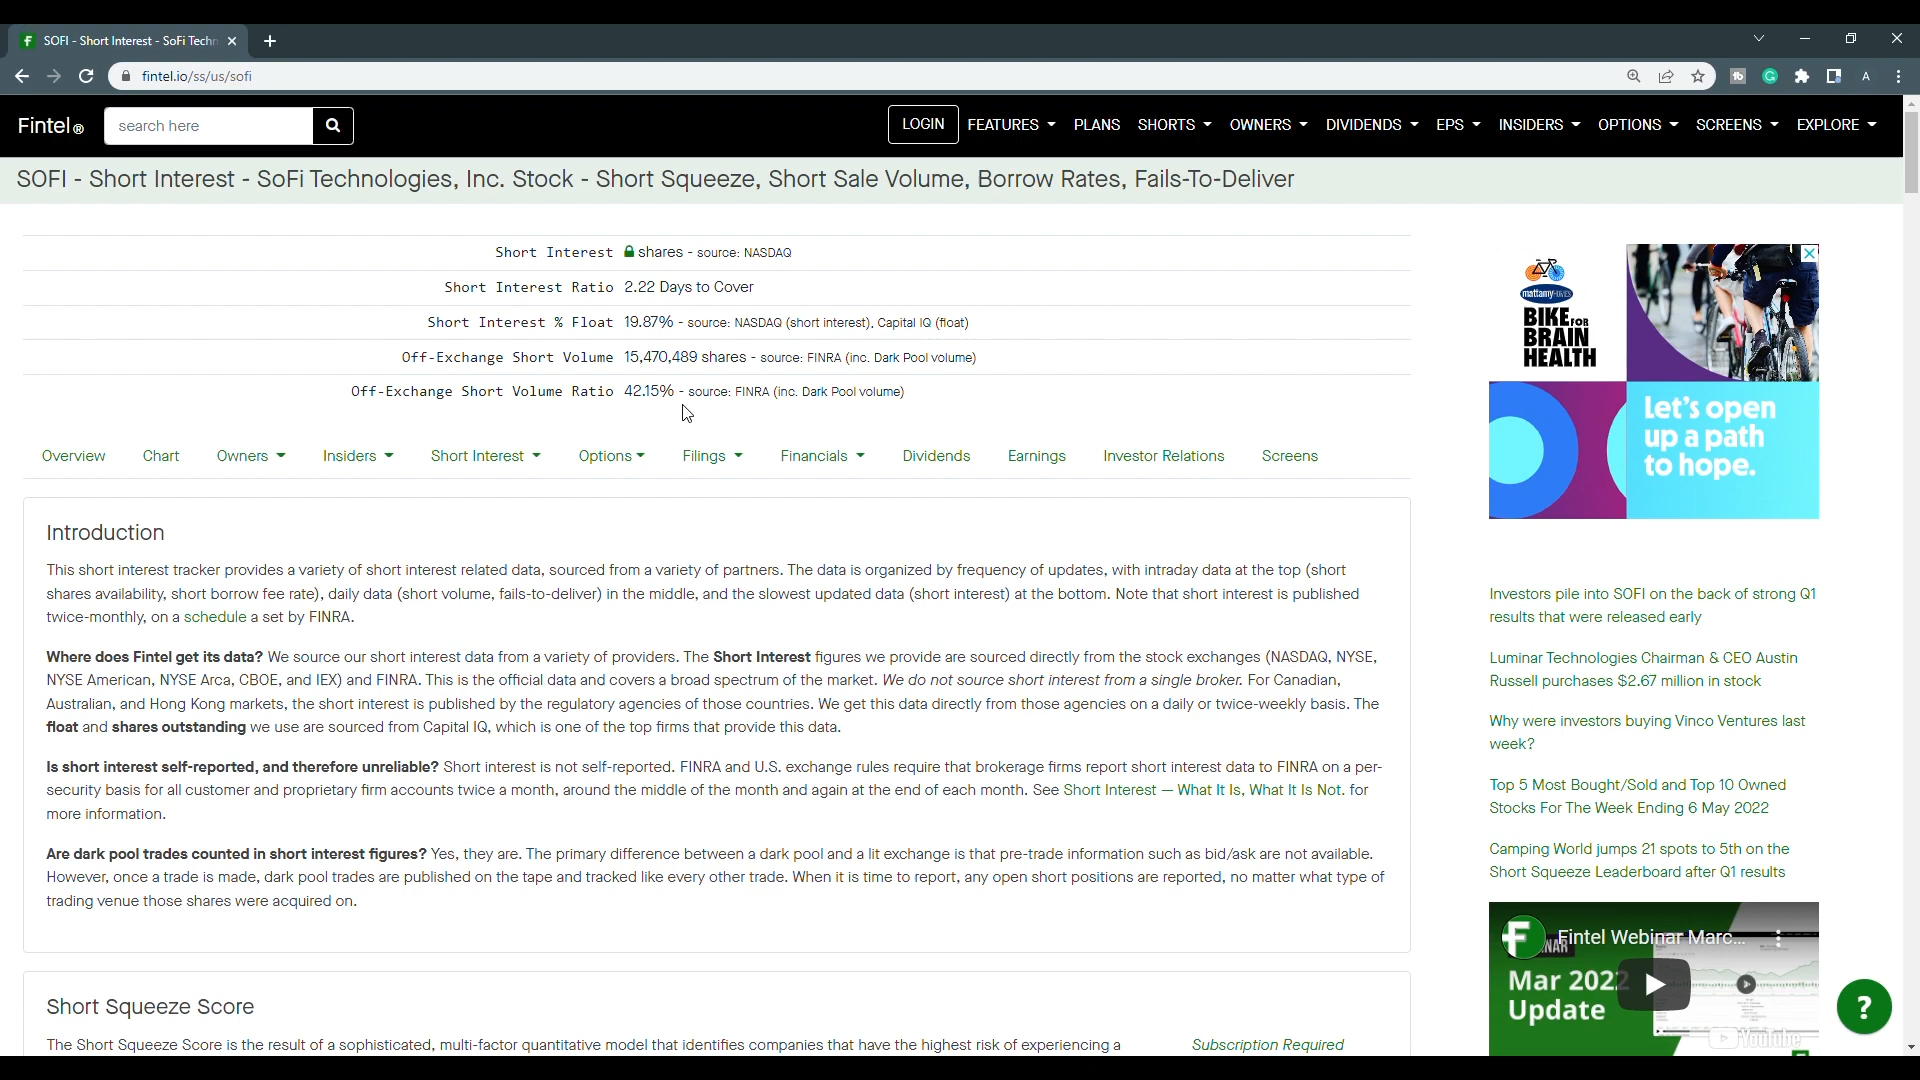 SOFI - Short Interest - SoFi Techn
fintel.io/ss/us/sofi
A
Fintel®
search here
LOGIN
FEATURES
PLANS
SHORTS
OWNERS
DIVIDENDS
EPS
INSIDERS
OPTIONS
SCREENS
EXPLORE
SOFI - Short Interest - SoFi Technologies, Inc. Stock - Short Squeeze, Short Sale Volume, Borrow Rates, Fails-To-Deliver
Short Interest shares - source: NASDAQ
Short Interest Ratio 2.22 Days to Cover
Short Interest % Float 19.87% - source: NASDAQ (short interest), Capital IQ (float)
Off-Exchange Short Volume 15,470,489 shares - source: FINRA (inc. Dark Pool volume)
Off-Exchange Short Volume Ratio 42.15% - source: FINRA (inc. Dark Pool volume)
Overview
Chart
Owners
Insiders
Short Interest
Options
Filings
Financials
Dividends
Earnings
Investor Relations
Screens
Introduction
This short interest tracker provides a variety of short interest related data, sourced from a variety of partners. The data is organized by frequency of updates, with intraday data at the top (short
shares availability, short borrow fee rate), daily data (short volume, fails-to-deliver) in the middle, and the slowest updated data (short interest) at the bottom. Note that short interest is published
twice-monthly, on a schedule a set by FINRA.
Where does Fintel get its data? We source our short interest data from a variety of providers. The Short Interest figures we provide are sourced directly from the stock exchanges (NASDAQ, NYSE,
NYSE American, NYSE Arca, CBOE, and IEX) and FINRA. This is the official data and covers a broad spectrum of the market. We do not source short interest from a single broker. For Canadian,
Australian, and Hong Kong markets, the short interest is published by the regulatory agencies of those countries. We get this data directly from those agencies on a daily or twice-weekly basis. The
float and shares outstanding we use are sourced from Capital IQ, which is one of the top firms that provide this data.
Is short interest self-reported, and therefore unreliable? Short interest is not self-reported. FINRA and U.S. exchange rules require that brokerage firms report short interest data to FINRA on a per-
security basis for all customer and proprietary firm accounts twice a month, around the middle of the month and again at the end of each month. See Short Interest — What It Is, What It Is Not. for
more information.
Are dark pool trades counted in short interest figures? Yes, they are. The primary difference between a dark pool and a lit exchange is that pre-trade information such as bid/ask are not available.
However, once a trade is made, dark pool trades are published on the tape and tracked like every other trade. When it is time to report, any open short positions are reported, no matter what type of
trading venue those shares were acquired on.
Short Squeeze Score
The Short Squeeze Score is the result of a sophisticated, multi-factor quantitative model that identifies companies that have the highest risk of experiencing a
Subscription Required
mattamy HOMES
BIKE FOR
BRAIN
HEALTH
Let's open
up a path
to hope.
Investors pile into SOFI on the back of strong Q1
results that were released early
Luminar Technologies Chairman & CEO Austin
Russell purchases $2.67 million in stock
Why were investors buying Vinco Ventures last
week?
Top 5 Most Bought/Sold and Top 10 Owned
Stocks For The Week Ending 6 May 2022
Camping World jumps 21 spots to 5th on the
Short Squeeze Leaderboard after Q1 results
Fintel Webinar Marc...
Mar 2022
Update
YouTube
?